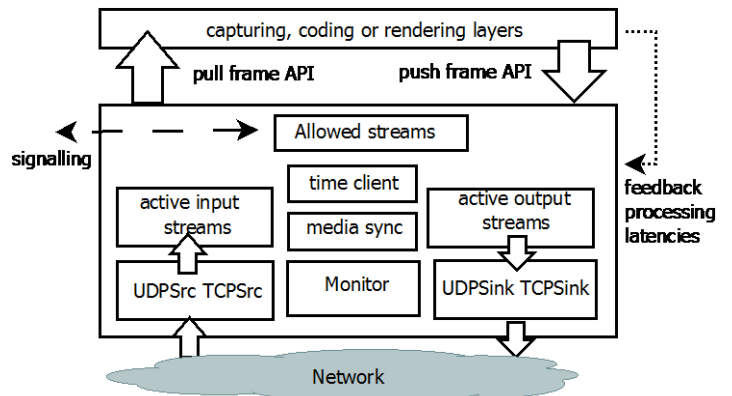 capturing, coding or rendering layers
pull frame API
push frame API
signalling
Allowed streams
time client
active input
streams
media sync
active output
streams
feedback
processing
latencies
UDPSrc TCPSrc
Monitor
UDPSink TCPSink
Network